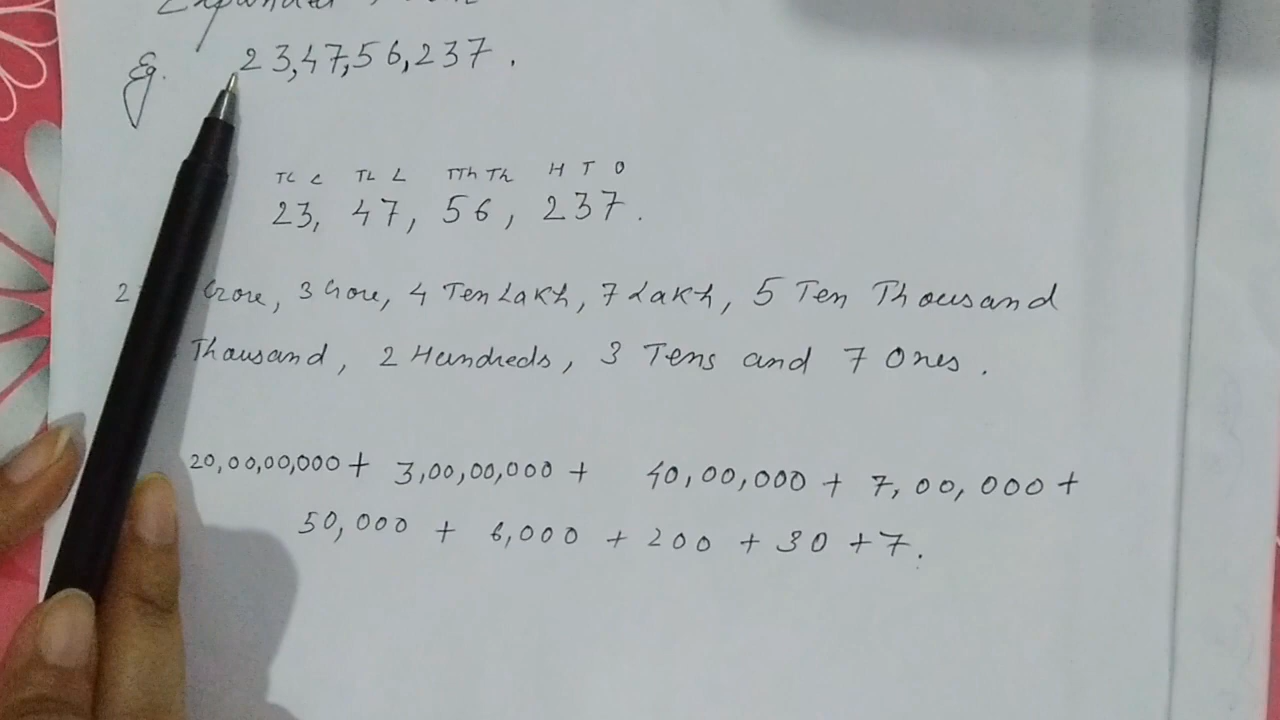 Expanded
Eg. 23,47,56,237.
TC C TL L TTh Th H T O
23, 47, 56, 237.
2 Crore, 3 Crore, 4 Ten Lakh, 7 Lakh, 5 Ten Thousand
Thousand, 2 Hundreds, 3 Tens and 7 Ones.
20,00,00,000 + 3,00,00,000 + 40,00,000 + 7,00,000 +
50,000 + 6,000 + 200 + 30 + 7.